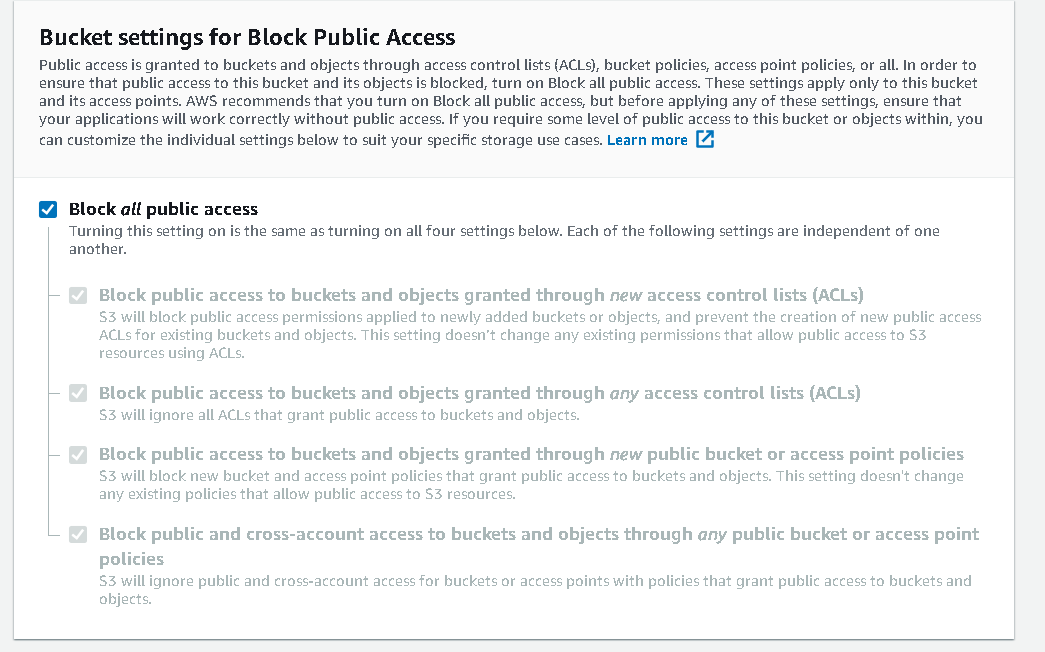 Bucket settings for Block Public Access
Public access is granted to buckets and objects through access control lists (ACLs), bucket policies, access point policies, or all. In order to
ensure that public access to this bucket and its objects is blocked, turn on Block all public access. These settings apply only to this bucket
and its access points. AWS recommends that you turn on Block all public access, but before applying any of these settings, ensure that
your applications will work correctly without public access. If you require some level of public access to this bucket or objects within, you
can customize the individual settings below to suit your specific storage use cases. Learn more
Block all public access
Turning this setting on is the same as turning on all four settings below. Each of the following settings are independent of one
another.
Block public access to buckets and objects granted through new access control lists (ACLs)
S3 will block public access permissions applied to newly added buckets or objects, and prevent the creation of new public access
ACLs for existing buckets and objects. This setting doesn't change any existing permissions that allow public access to S3
resources using ACLs.
Block public access to buckets and objects granted through any access control lists (ACLs)
S3 will ignore all ACLs that grant public access to buckets and objects.
Block public access to buckets and objects granted through new public bucket or access point policies
S3 will block new bucket and access point policies that grant public access to buckets and objects. This setting doesn't change
any existing policies that allow public access to S3 resources.
Block public and cross-account access to buckets and objects through any public bucket or access point
policies
S3 will ignore public and cross-account access for buckets or access points with policies that grant public access to buckets and
objects.